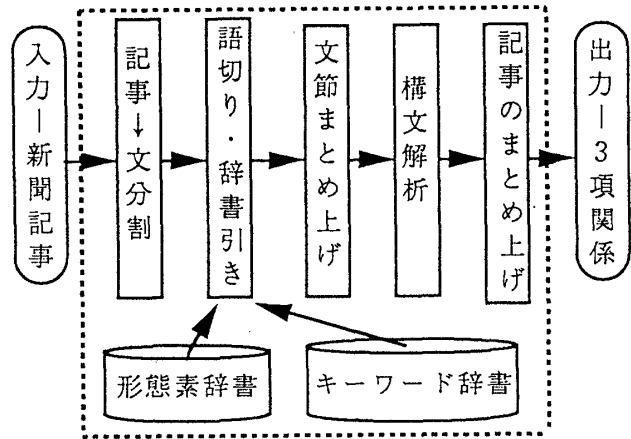 入力ー新聞記事
記事→文分割
語切り・辞書引き
文節まとめ上げ
構文解析
記事のまとめ上げ
出力ー3項関係
形態素辞書
キーワード辞書